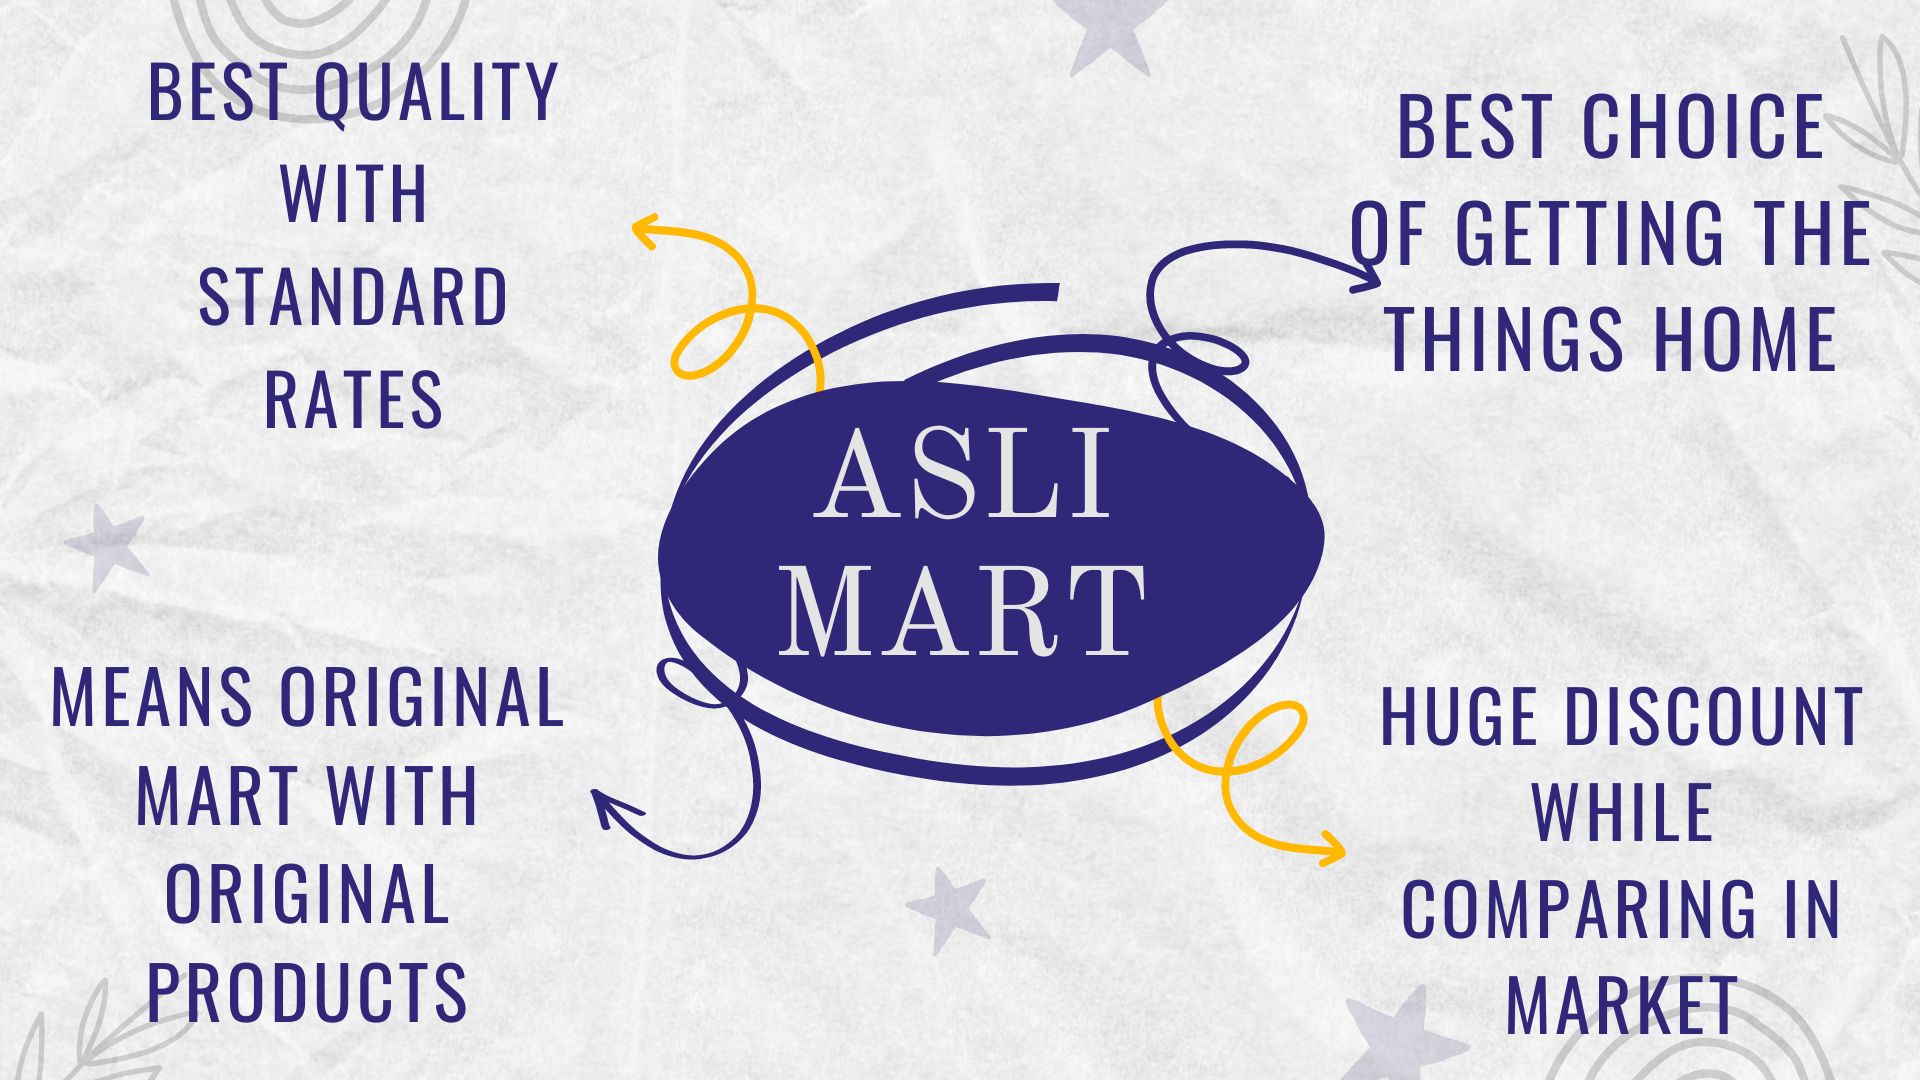 BEST QUALITY
WITH
STANDARD
RATES
BEST CHOICE
OF GETTING THE
THINGS HOME
ASLI
MART
MEANS ORIGINAL
MART WITH
ORIGINAL
PRODUCTS
HUGE DISCOUNT
WHILE
COMPARING IN
MARKET